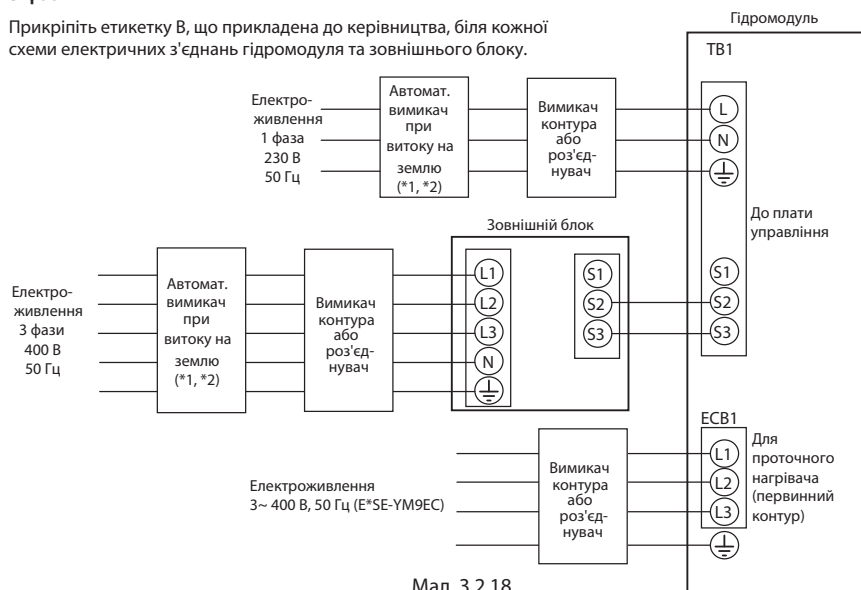 Прикріпіть етикетку B, що прикладена до керівництва, біля кожної
схеми електричних з'єднань гідромодуля та зовнішнього блоку.
Гідромодуль
TB1
Електро-
живлення
1 фаза
230 В
50 Гц
Автомат.
вимикач
при
витоку на
землю
(*1, *2)
Вимикач
контура
або
роз'єд-
нувач
L
N
До плати
управління
S1
S2
S3
Зовнішній блок
Електро-
живлення
3 фази
400 В
50 Гц
Автомат.
вимикач
при
витоку на
землю
(*1, *2)
Вимикач
контура
або
роз'єд-
нувач
L1
L2
L3
N
S1
S2
S3
ECB1
Електроживлення
3~ 400 В, 50 Гц (E*SE-YM9EC)
Вимикач
контура
або
роз'єд-
нувач
L1
L2
L3
Для
проточного
нагрівача
(первинний
контур)
Мал. 3.2.18